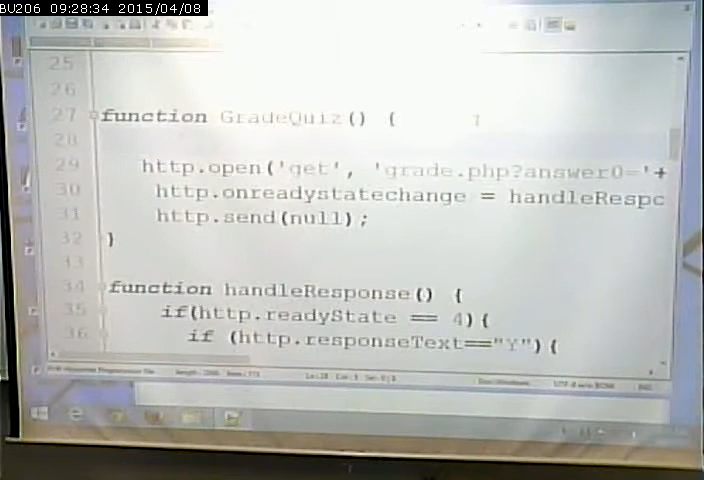 BU206 09:28:34 2015/04/08
25
26
27 function GradeQuiz() {
28
29 http.open('get', 'grade.php?answer0='+
30 http.onreadystatechange = handleRespo
31 http.send(null);
32 }
33
34 function handleResponse() {
35 if(http.readyState == 4){
36 if (http.responseText=="Y"){